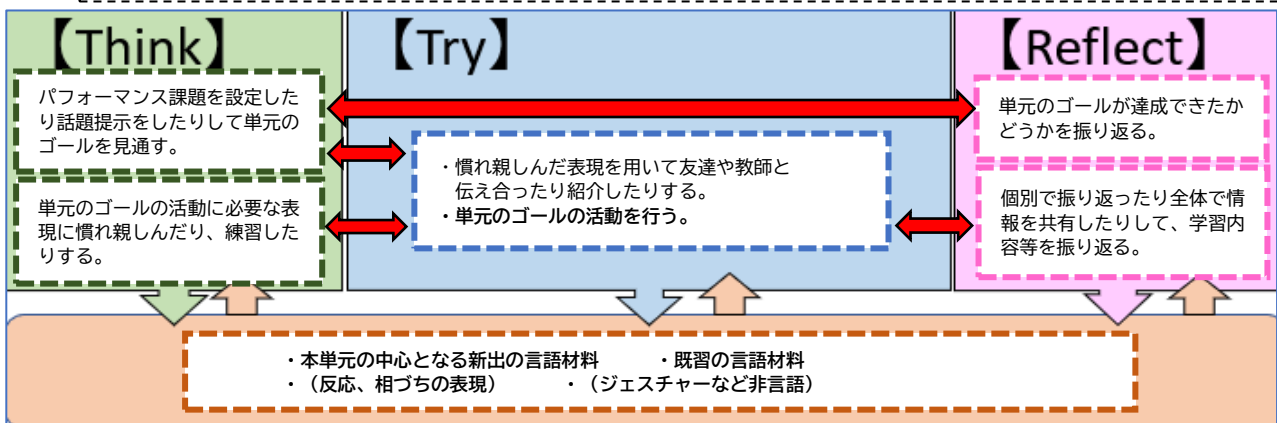 【Think】
パフォーマンス課題を設定した
り話題提示をしたりして単元の
ゴールを見通す。
単元のゴールの活動に必要な表
現に慣れ親しんだり、練習した
りする。
【Try】
・慣れ親しんだ表現を用いて友達や教師と
伝え合ったり紹介したりする。
・単元のゴールの活動を行う。
【Reflect】
単元のゴールが達成できたか
どうかを振り返る。
個別で振り返ったり全体で情
報を共有したりして、学習内
容等を振り返る。
・本単元の中心となる新出の言語材料 ・既習の言語材料
・（反応、相づちの表現） ・（ジェスチャーなど非言語）